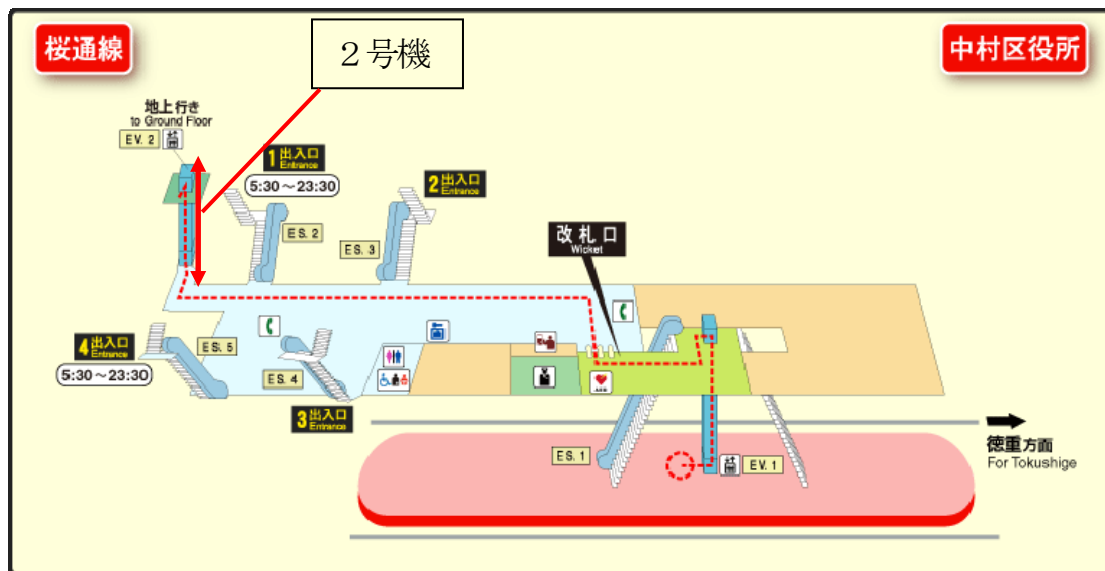 桜通線
２号機
中村区役所
地上行き
to Ground Floor
EV. 2
1 出入口
Entrance
5:30～23:30
2 出入口
Entrance
ES. 2
ES. 3
改札口
Wicket
4 出入口
Entrance
5:30～23:30
ES. 5
ES. 4
3 出入口
Entrance
ES. 1
EV. 1
徳重方面
For Tokushige